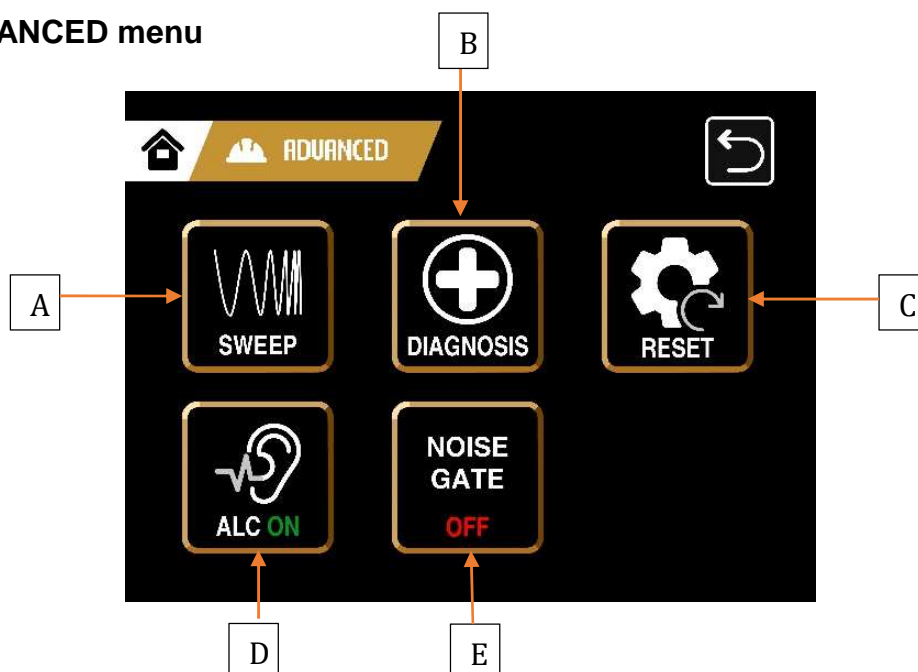 ANCED menu
B
ADVANCED
A
SWEEP
DIAGNOSIS
RESET
C
ALC ON
NOISE
GATE
OFF
D
E